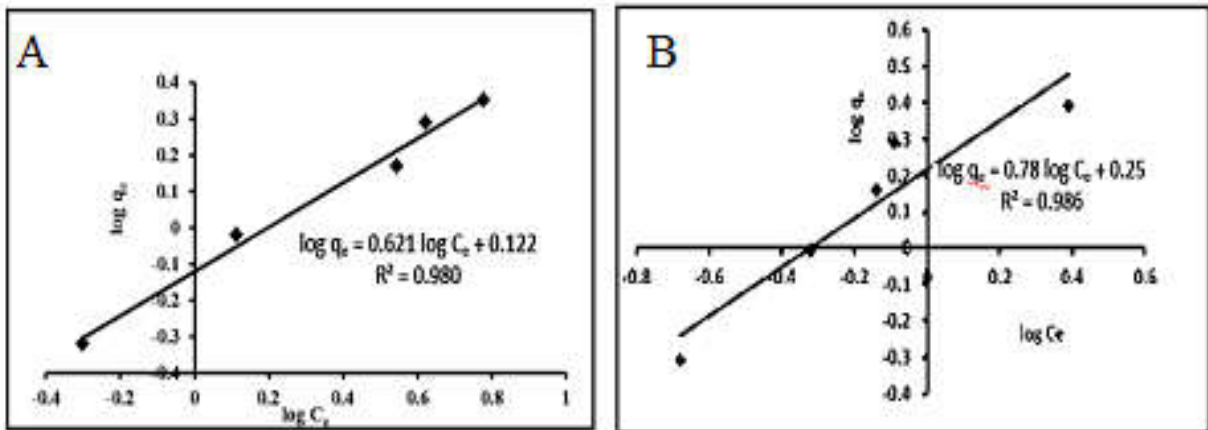 A
0.4
0.3
0.2
0.1
0
-0.1
-0.2
-0.3
-0.4
log qₑ
log qₑ = 0.621 log Cₑ + 0.122
R² = 0.980
-0.4 -0.2 0 0.2 0.4 0.6 0.8 1
log Cₑ
B
0.6
0.5
0.4
0.3
0.2
0.1
0
-0.1
-0.2
-0.3
-0.4
log qₑ
log qₑ = 0.78 log Cₑ + 0.25
R² = 0.986
-0.8 -0.6 -0.4 -0.2 0 0.2 0.4 0.6
log Ce